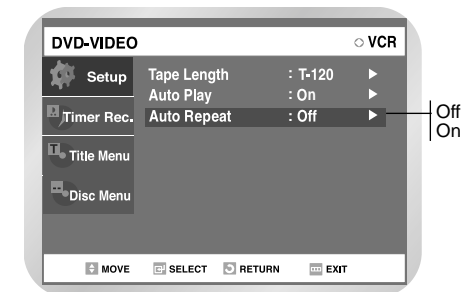 DVD-VIDEO ○ VCR
Setup
Timer Rec.
Title Menu
Disc Menu
Tape Length : T-120 ►
Auto Play : On ►
Auto Repeat : Off ►
Off
On
MOVE SELECT RETURN EXIT